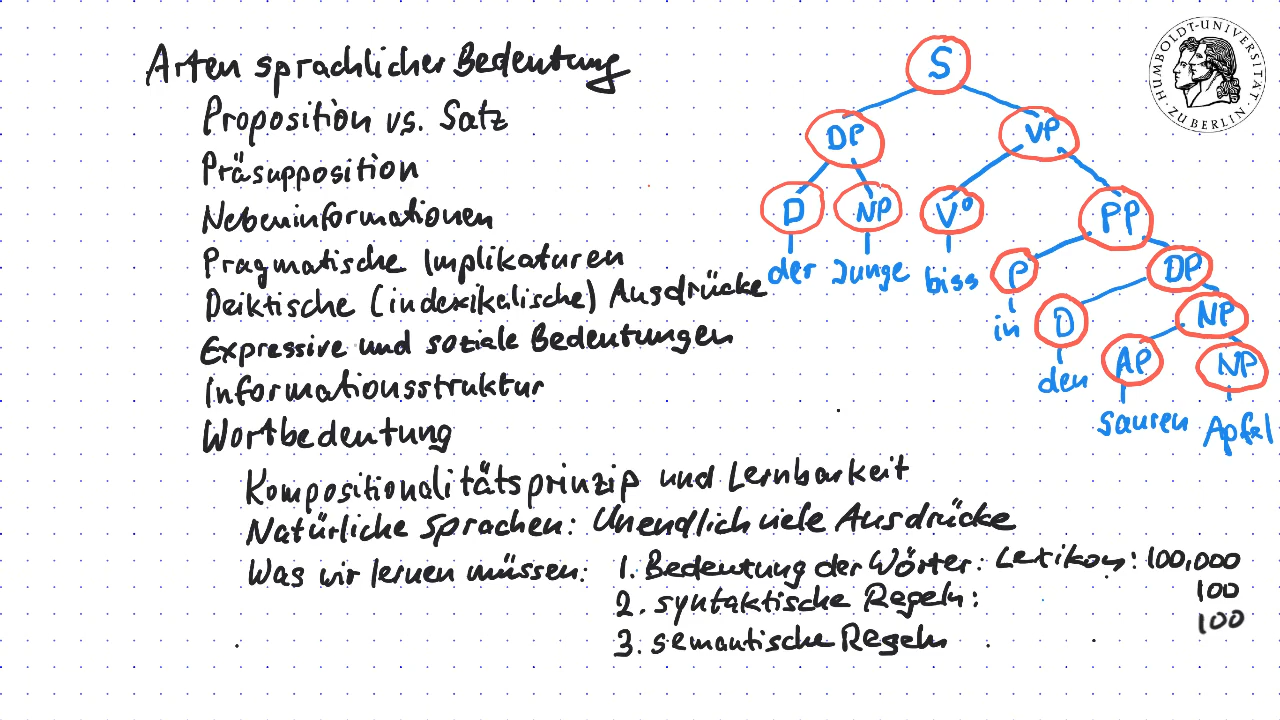 Arten sprachlicher Bedeutung
Proposition vs. Satz
Präsupposition
Nebeninformationen
Pragmatische Implikaturen
Deiktische (indexikalische) Ausdrücke
Expressive und soziale Bedeutungen
Informationsstruktur
Wortbedeutung
Kompositionalitätsprinzip und Lernbarkeit
Natürliche Sprachen: Unendlich viele Ausdrücke
Was wir lernen müssen: 1. Bedeutung der Wörter: Lexikon: 100,000
2. syntaktische Regeln: 100
3. semantische Regeln 100
S
DP VP
D NP V⁰ PP
der Junge biss P DP
in D NP
den AP NP
sauren Apfel
HUMBOLDT-UNIVERSITÄT ZU BERLIN